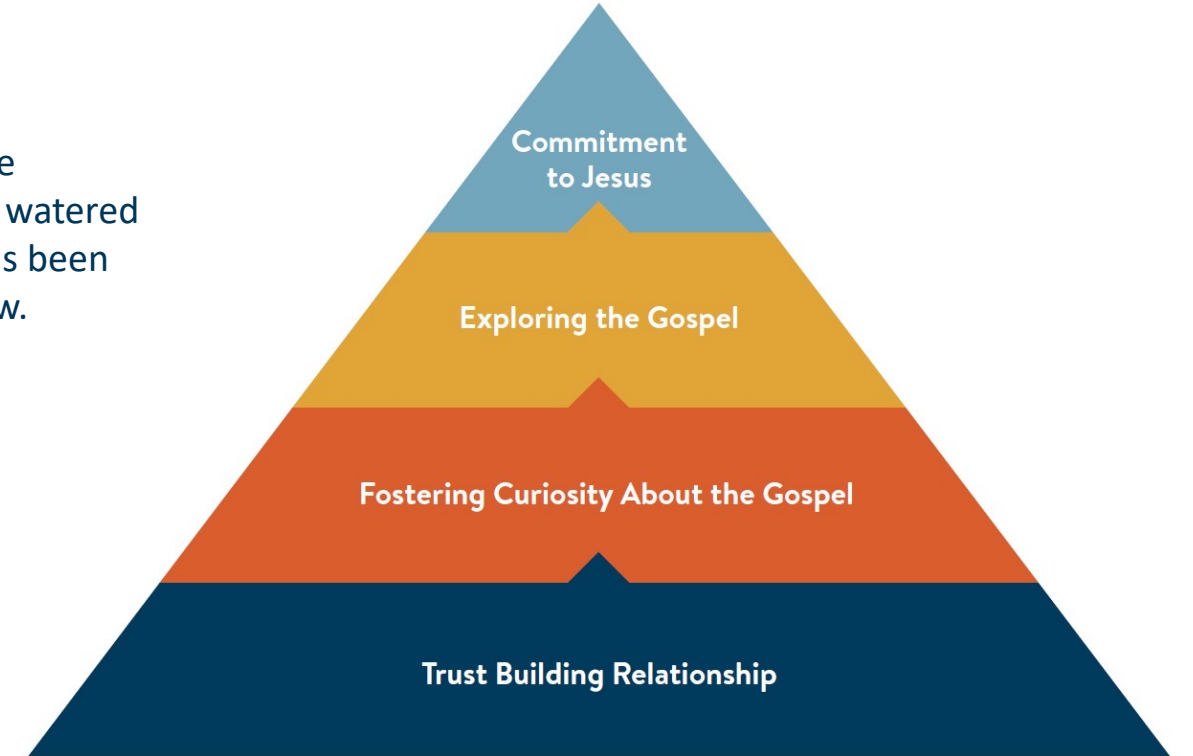 e
watered
s been
w.
Commitment
to Jesus
Exploring the Gospel
Fostering Curiosity About the Gospel
Trust Building Relationship